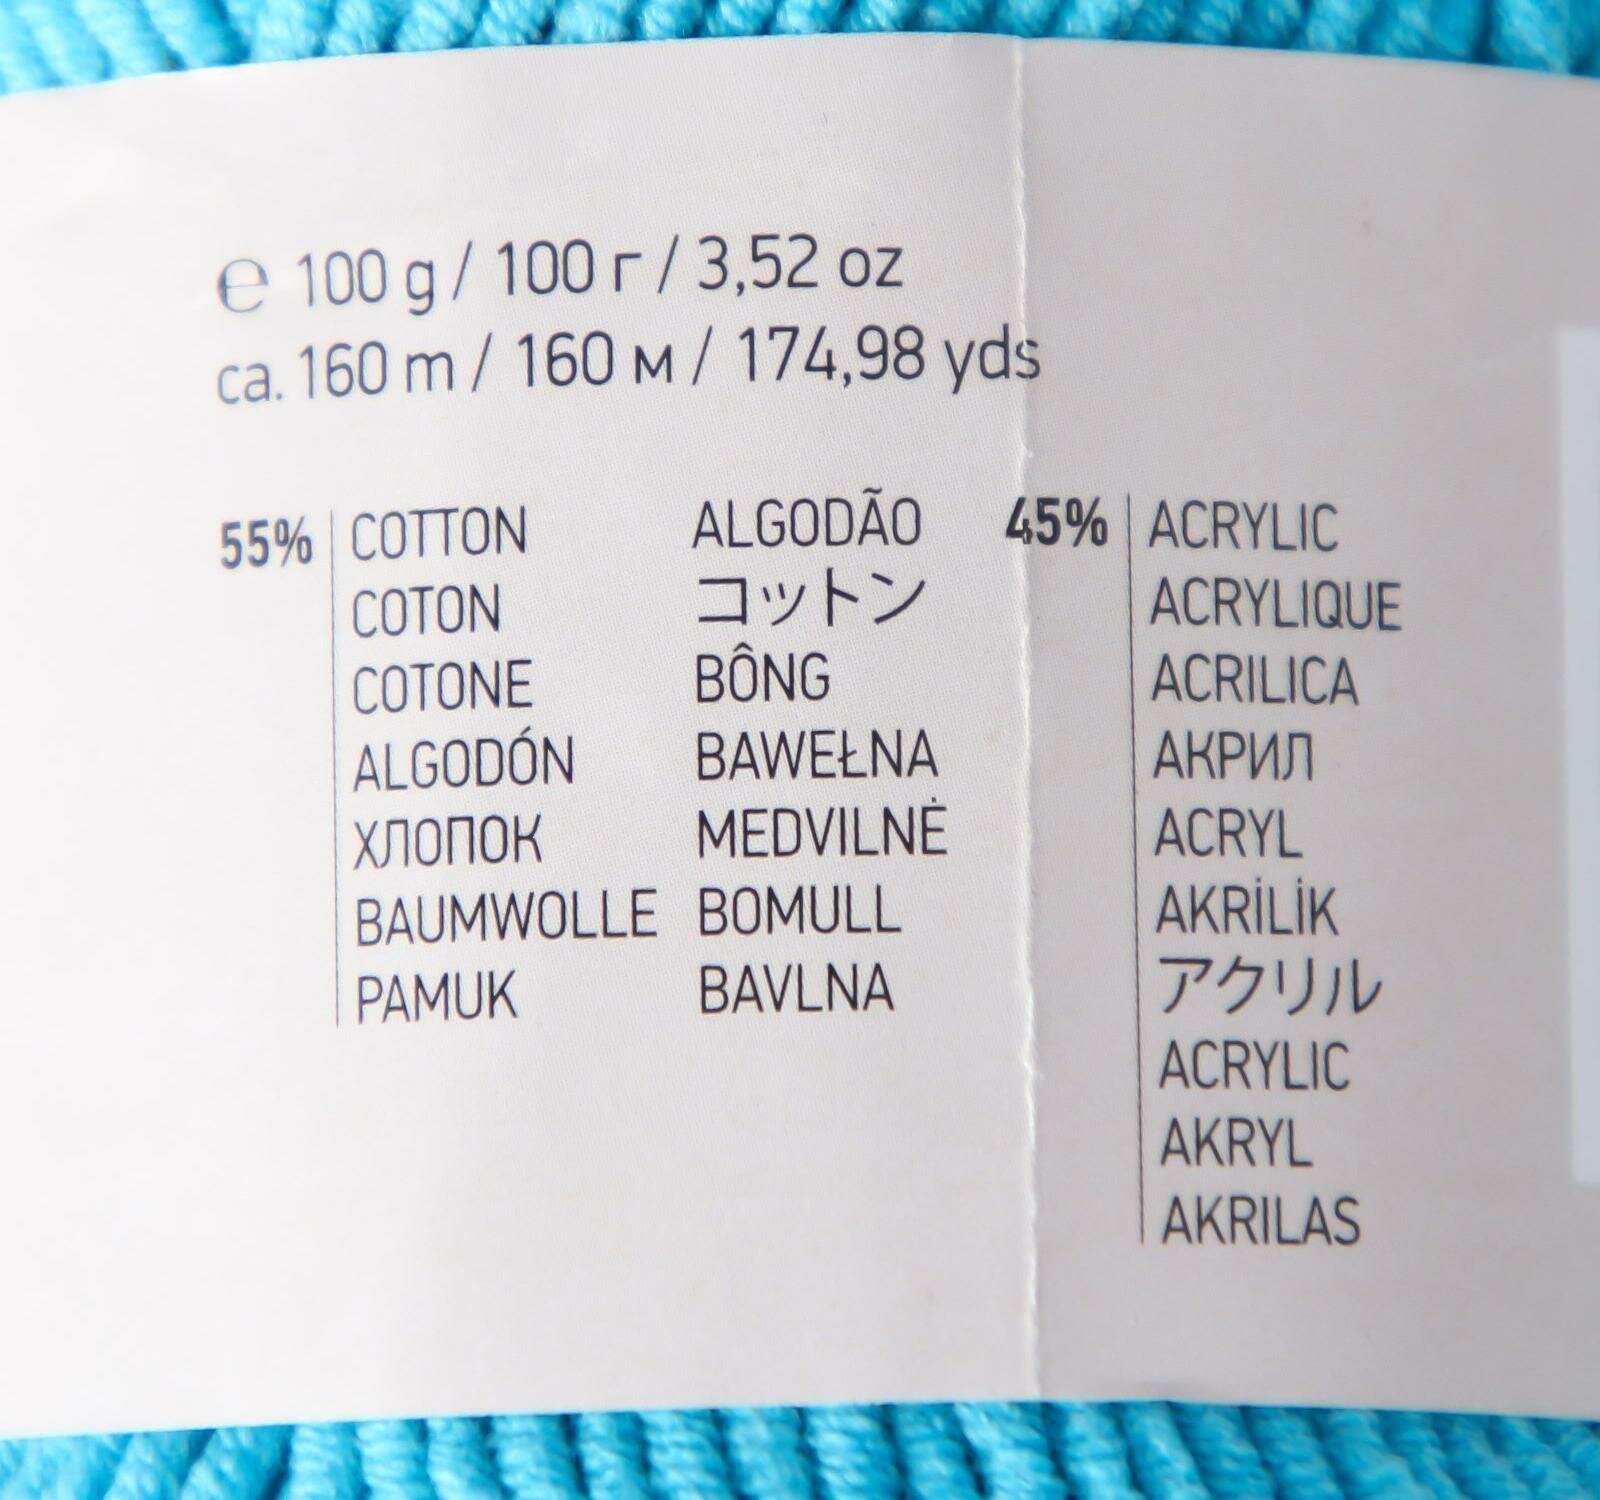 ℮ 100 g / 100 г / 3,52 oz
ca. 160 m / 160 м / 174,98 yds
55%
COTTON
COTON
COTONE
ALGODÓN
ХЛОПОК
BAUMWOLLE
PAMUK
ALGODÃO
コットン
BÔNG
BAWEŁNA
MEDVILNĖ
BOMULL
BAVLNA
45%
ACRYLIC
ACRYLIQUE
ACRILICA
АКРИЛ
ACRYL
AKRİLİK
アクリル
ACRYLIC
AKRYL
AKRILAS